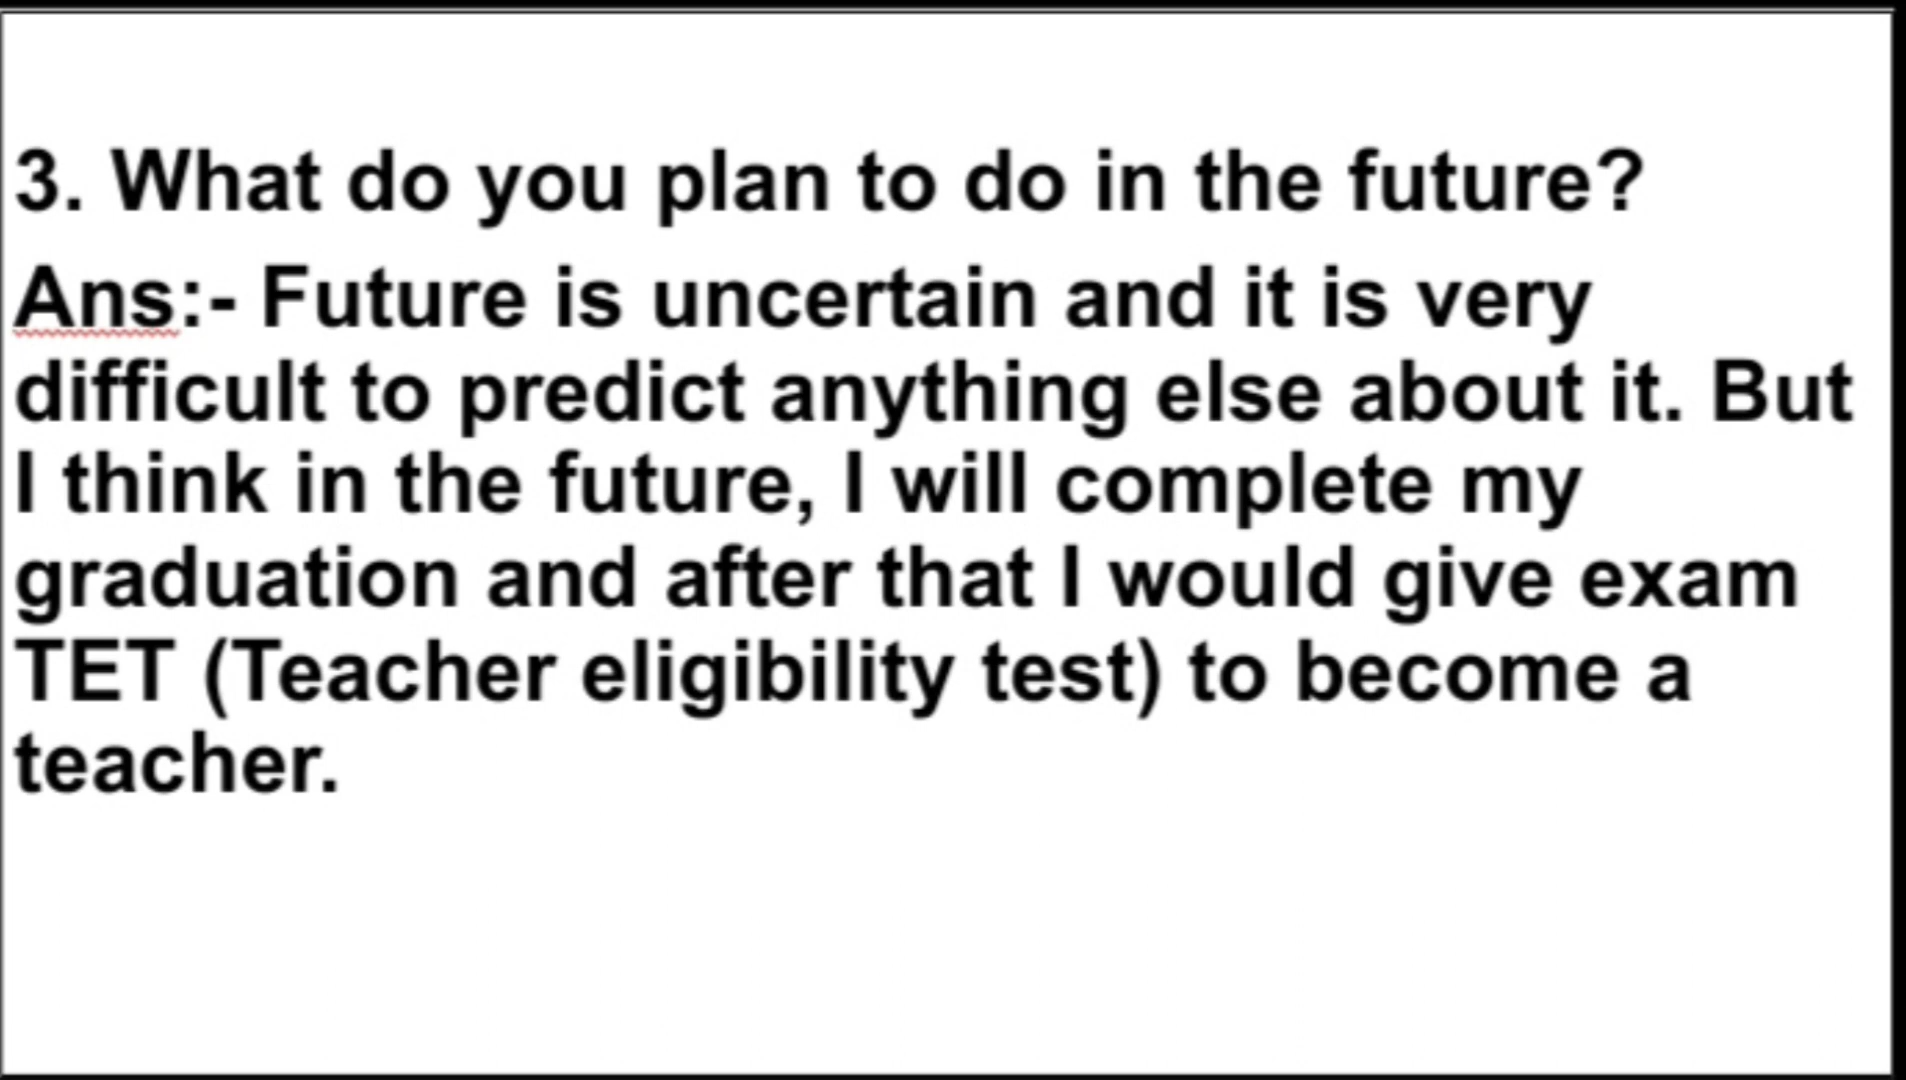 3. What do you plan to do in the future?
Ans:- Future is uncertain and it is very
difficult to predict anything else about it. But
I think in the future, I will complete my
graduation and after that I would give exam
TET (Teacher eligibility test) to become a
teacher.